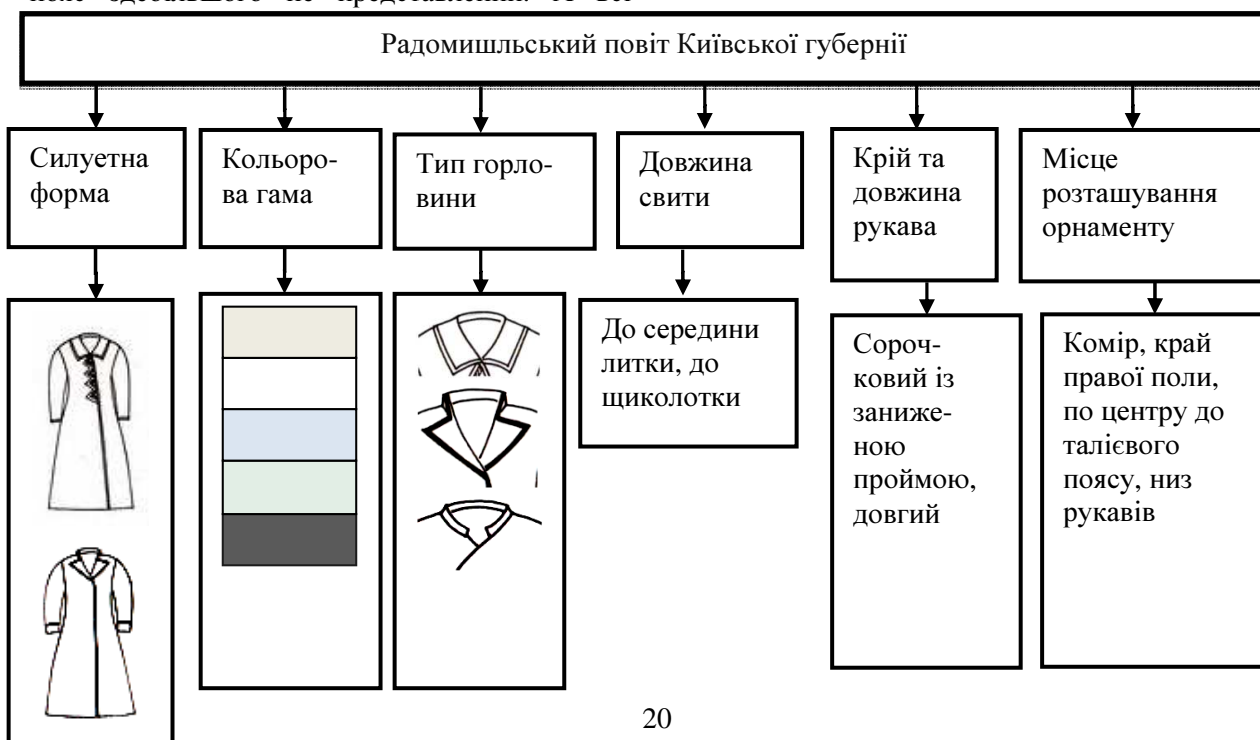 Радомишльський повіт Київської губернії
Силуетна
форма
Кольоро-
ва гама
Тип горло-
вини
Довжина
свити
Крій та
довжина
рукава
Місце
розташування
орнаменту
До середини
литки, до
щиколотки
Сороч-
ковий із
заниже-
ною
проймою,
довгий
Комір, край
правої поли,
по центру до
талієвого
поясу, низ
рукавів
20